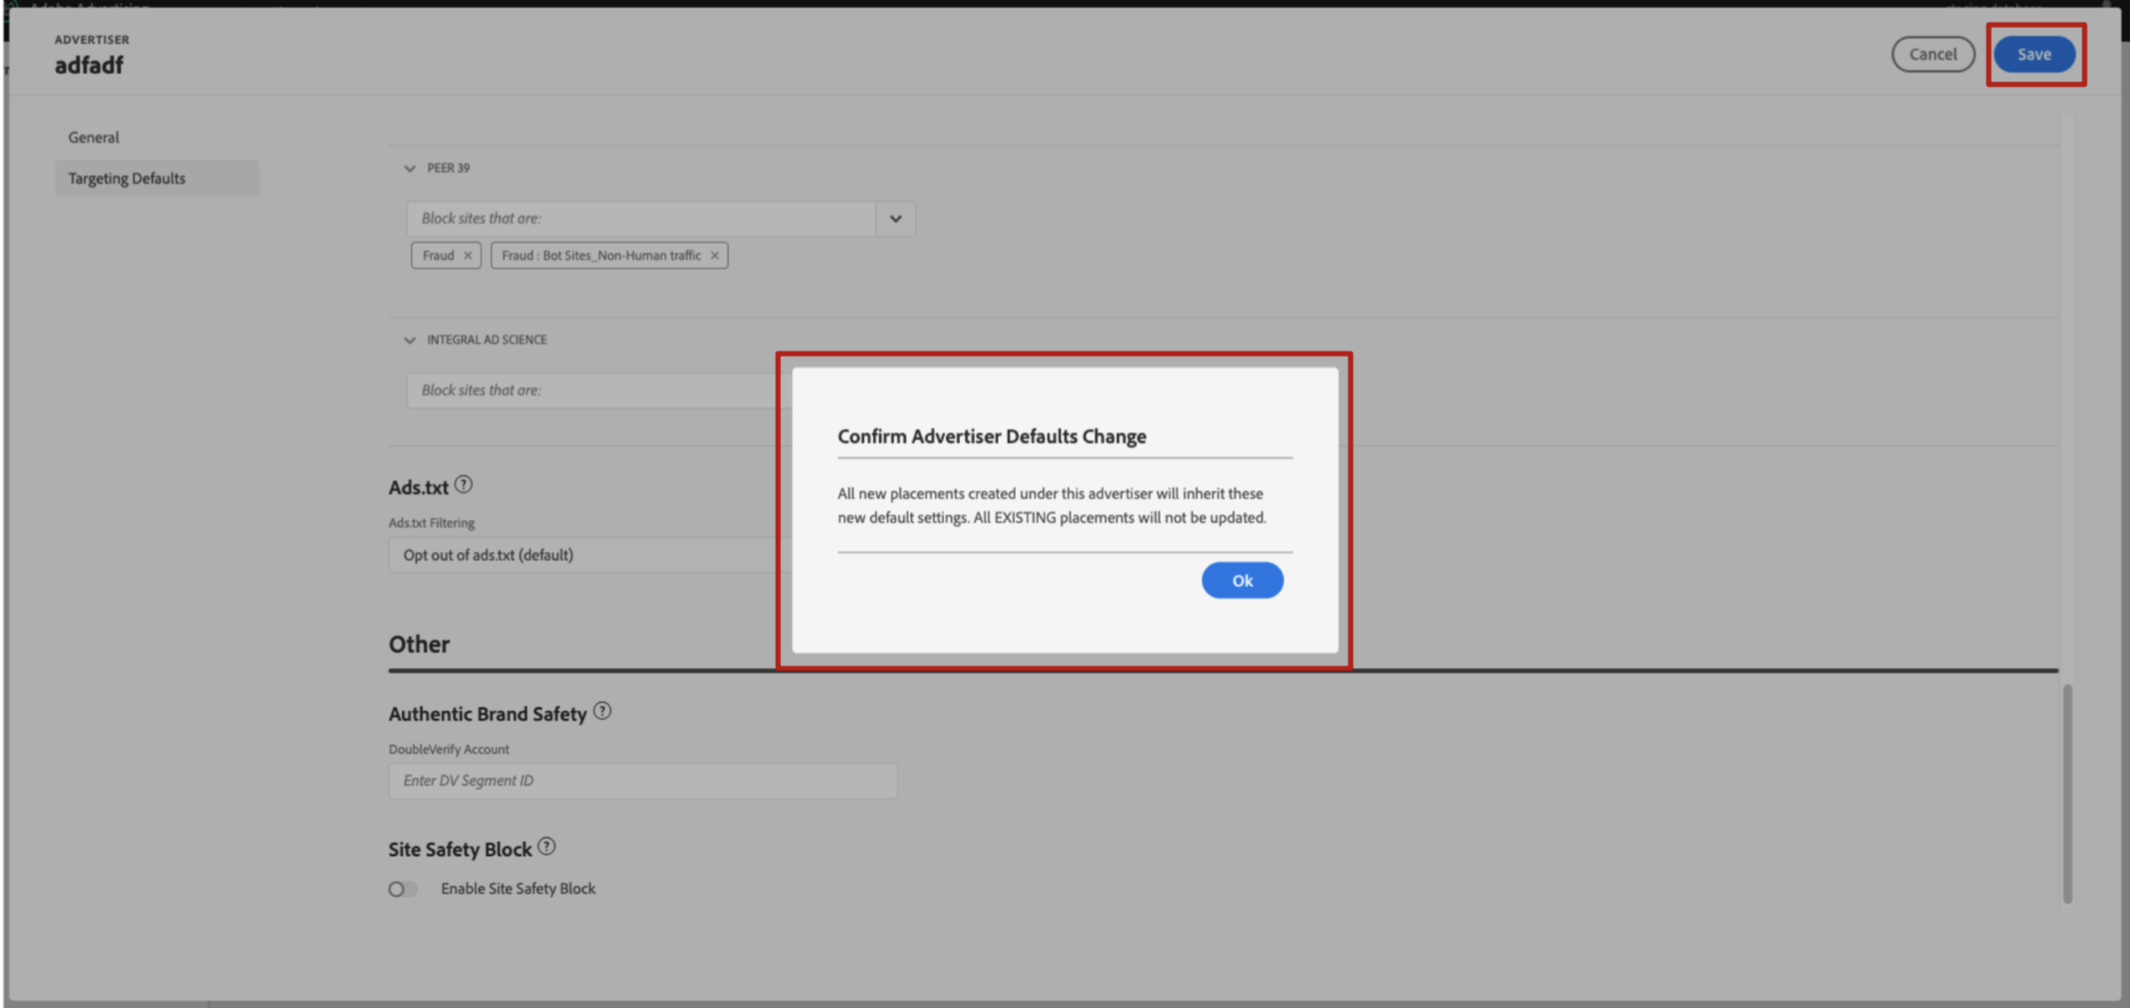 Adobe Advertising
ADVERTISER
adfadf
Cancel
Save
General
Targeting Defaults
PEER 39
Block sites that are:
Fraud ×
Fraud : Bot Sites_Non-Human traffic ×
INTEGRAL AD SCIENCE
Block sites that are:
Confirm Advertiser Defaults Change
All new placements created under this advertiser will inherit these
new default settings. All EXISTING placements will not be updated.
Ok
Ads.txt ?
Ads.txt Filtering
Opt out of ads.txt (default)
Other
Authentic Brand Safety ?
DoubleVerify Account
Enter DV Segment ID
Site Safety Block ?
Enable Site Safety Block